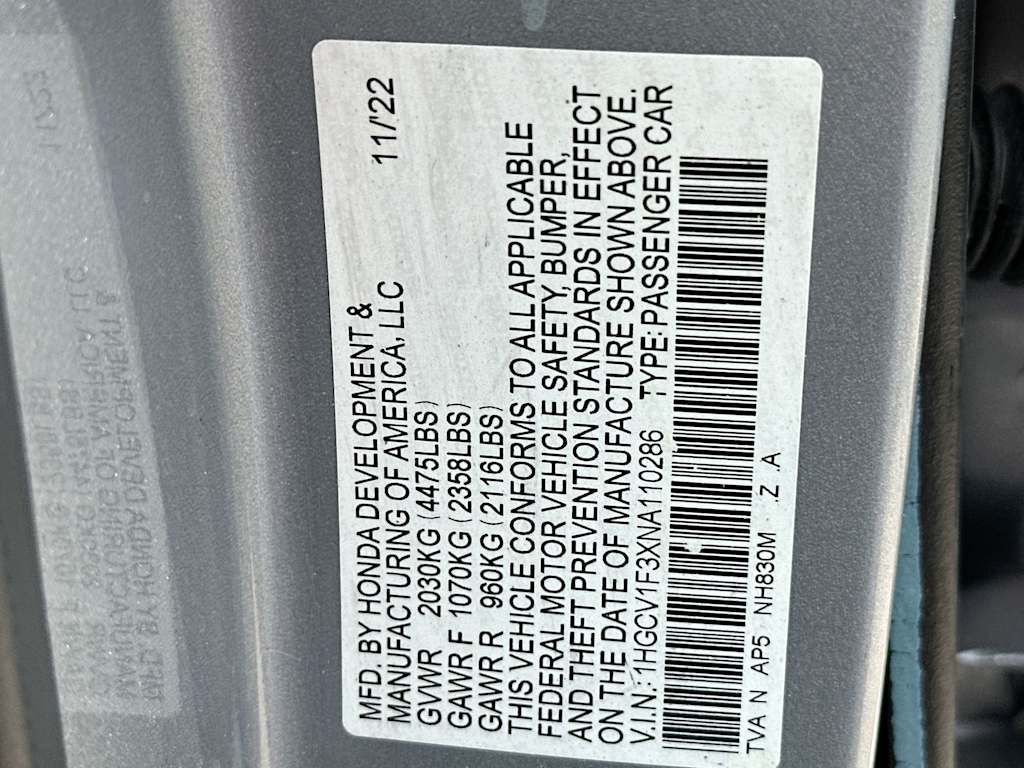 MFD. BY HONDA DEVELOPMENT & 11/'22
MANUFACTURING OF AMERICA, LLC
GVWR 2030KG (4475LBS)
GAWR F 1070KG (2358LBS)
GAWR R 960KG (2116LBS)
THIS VEHICLE CONFORMS TO ALL APPLICABLE
FEDERAL MOTOR VEHICLE SAFETY, BUMPER,
AND THEFT PREVENTION STANDARDS IN EFFECT
ON THE DATE OF MANUFACTURE SHOWN ABOVE.
V.I.N.: 1HGCV1F3XNA110286 TYPE: PASSENGER CAR
TVA N AP5 · NH830M · .Z .A